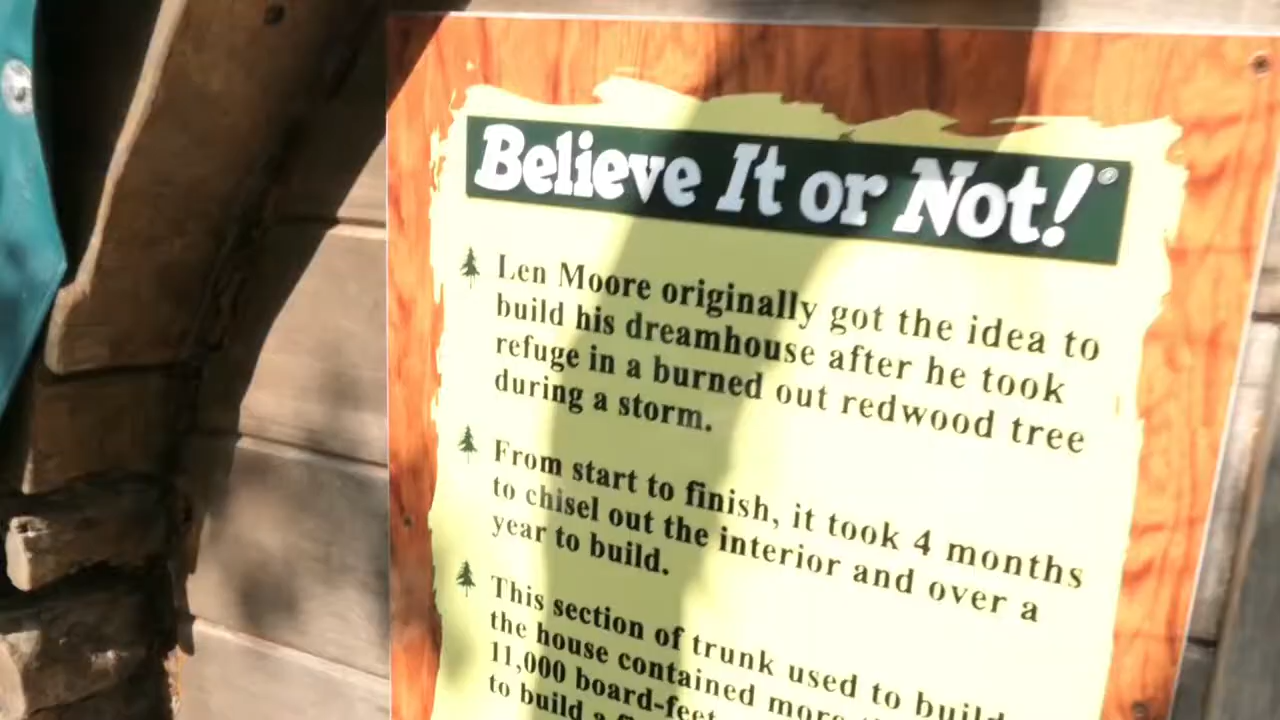 Believe It or Not!®
Len Moore originally got the idea to
build his dreamhouse after he took
refuge in a burned out redwood tree
during a storm.
From start to finish, it took 4 months
to chisel out the interior and over a
year to build.
This section of trunk used to build
the house contained more
11,000 board-feet
to build a